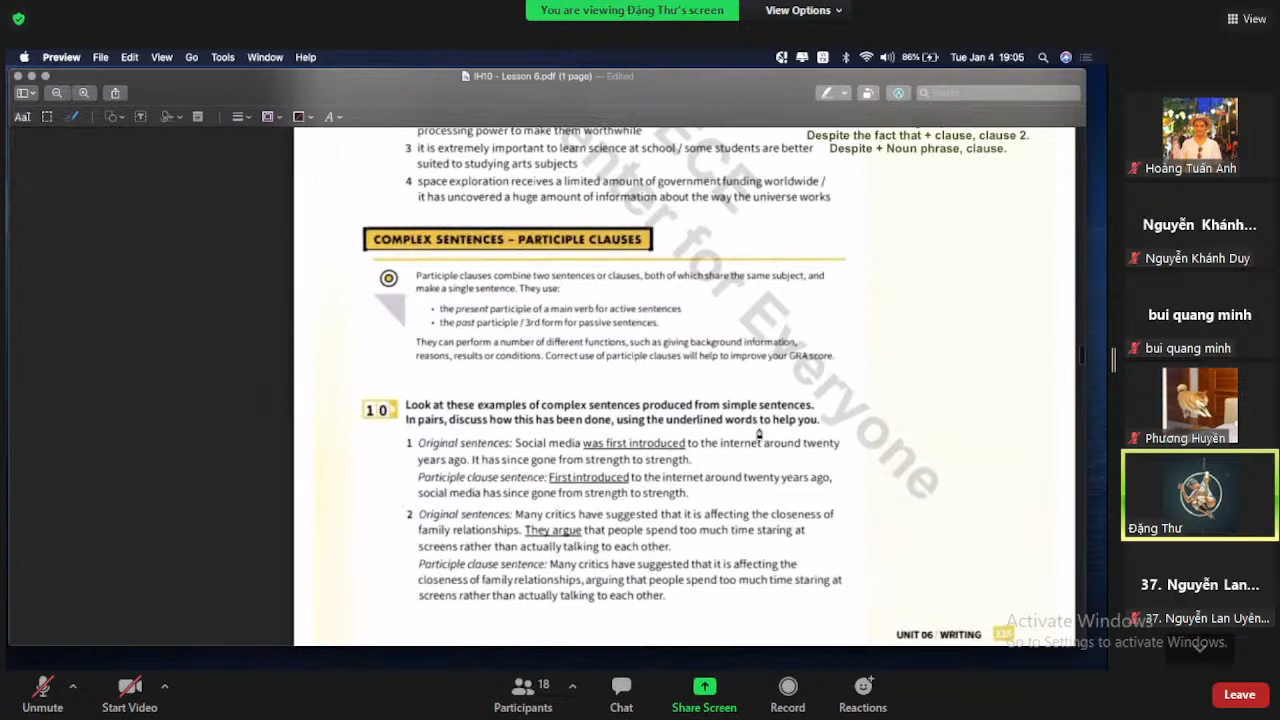 You are viewing Đặng Thư's screen
View Options
View
Preview File Edit View Go Tools Window Help
86% Tue Jan 4 19:05
IH10 - Lesson 6.pdf (1 page) — Edited
Search
processing power to make them worthwhile
3 it is extremely important to learn science at school / some students are better
suited to studying arts subjects
4 space exploration receives a limited amount of government funding worldwide /
it has uncovered a huge amount of information about the way the universe works
Despite the fact that + clause, clause 2.
Despite + Noun phrase, clause.
COMPLEX SENTENCES – PARTICIPLE CLAUSES
Participle clauses combine two sentences or clauses, both of which share the same subject, and
make a single sentence. They use:
• the present participle of a main verb for active sentences
• the past participle / 3rd form for passive sentences.
They can perform a number of different functions, such as giving background information,
reasons, results or conditions. Correct use of participle clauses will help to improve your GRA score.
10 Look at these examples of complex sentences produced from simple sentences.
In pairs, discuss how this has been done, using the underlined words to help you.
1 Original sentences: Social media was first introduced to the internet around twenty
years ago. It has since gone from strength to strength.
Participle clause sentence: First introduced to the internet around twenty years ago,
social media has since gone from strength to strength.
2 Original sentences: Many critics have suggested that it is affecting the closeness of
family relationships. They argue that people spend too much time staring at
screens rather than actually talking to each other.
Participle clause sentence: Many critics have suggested that it is affecting the
closeness of family relationships, arguing that people spend too much time staring at
screens rather than actually talking to each other.
UNIT 06 / WRITING
ECE
enter for Everyone
Hoàng Tuấn Anh
Nguyễn Khánh...
Nguyễn Khánh Duy
bui quang minh
bui quang minh
Phương Huyền
Đặng Thư
37. Nguyễn Lan...
37. Nguyễn Lan Uyên...
Activate Windows
Go to Settings to activate Windows.
Unmute
Start Video
18
Participants
Chat
Share Screen
Record
Reactions
Leave